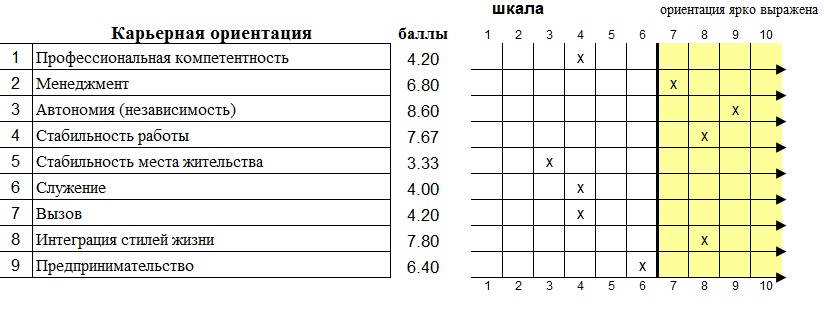 шкала ориентация ярко выражена
Карьерная ориентация баллы 1 2 3 4 5 6 7 8 9 10
1 Профессиональная компетентность 4.20 x
2 Менеджмент 6.80 x
3 Автономия (независимость) 8.60 x
4 Стабильность работы 7.67 x
5 Стабильность места жительства 3.33 x
6 Служение 4.00 x
7 Вызов 4.20 x
8 Интеграция стилей жизни 7.80 x
9 Предпринимательство 6.40 x
1 2 3 4 5 6 7 8 9 10